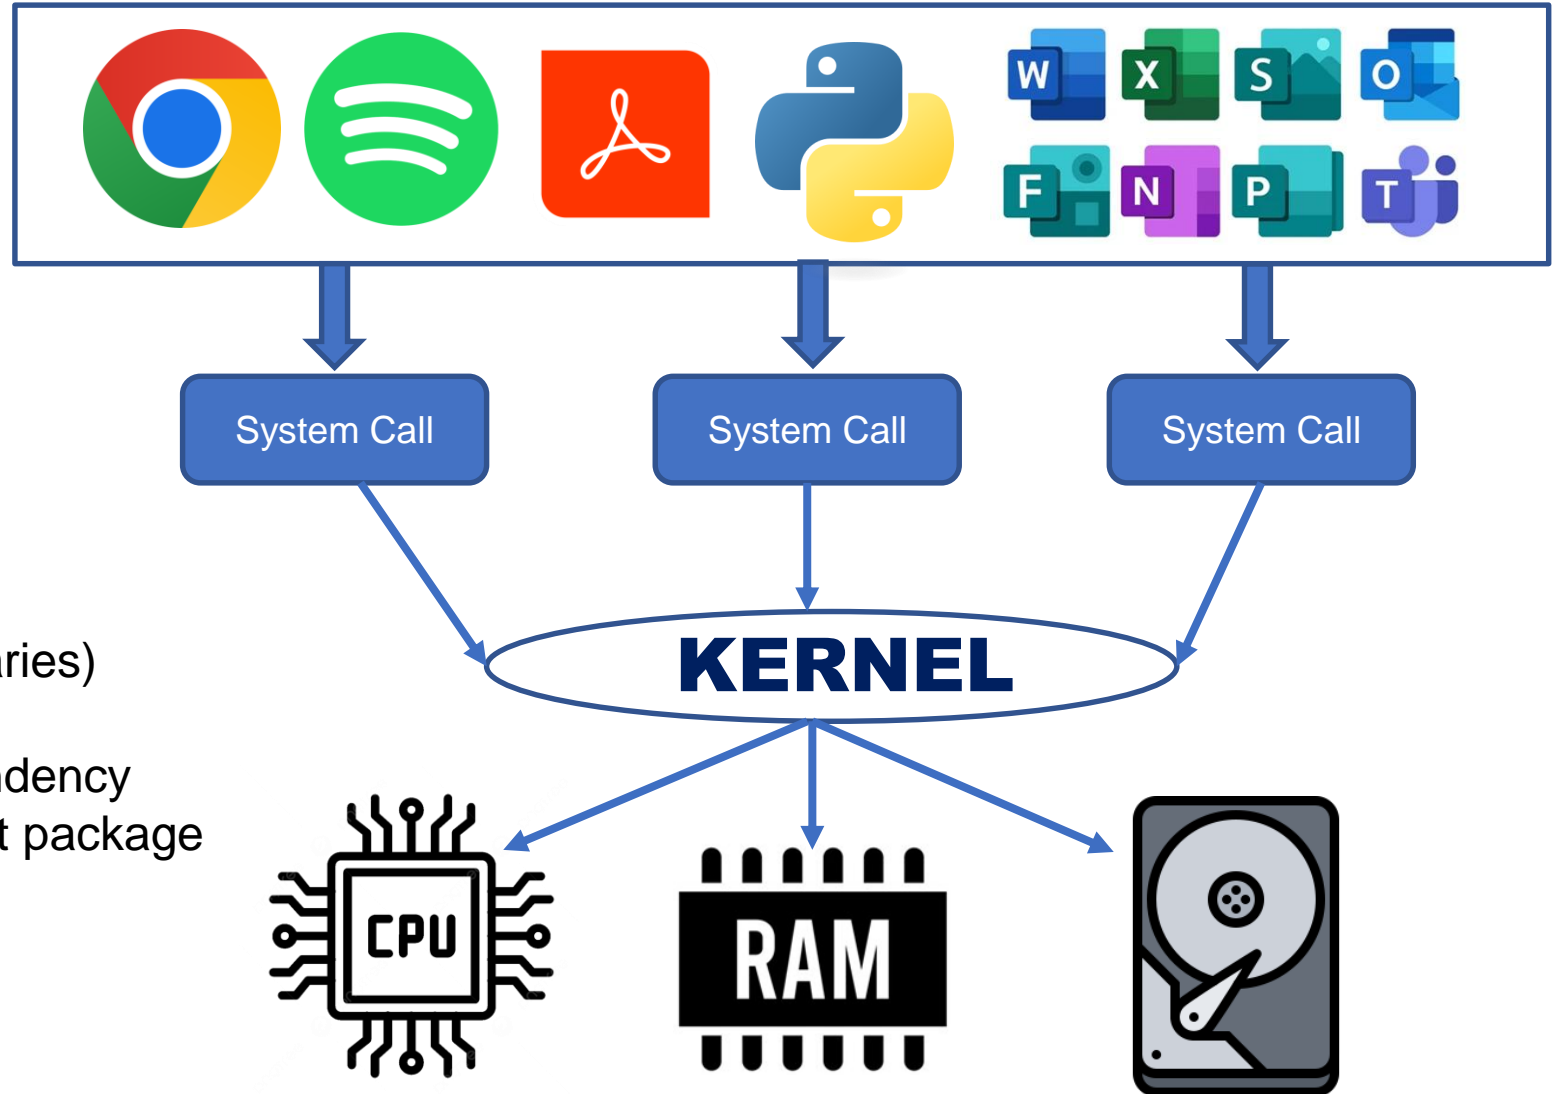 W X S O
F N P T
System Call System Call System Call
KERNEL
aries)
ndency
t package
CPU
RAM